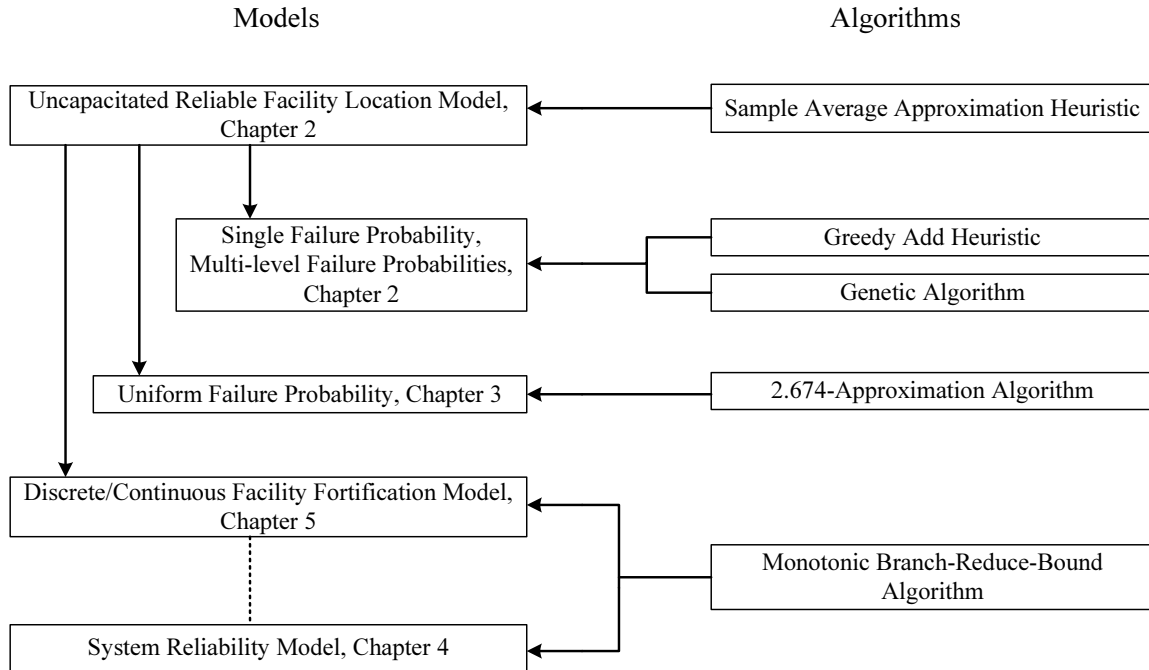 Models
Algorithms
Uncapacitated Reliable Facility Location Model,
Chapter 2
Sample Average Approximation Heuristic
Single Failure Probability,
Multi-level Failure Probabilities,
Chapter 2
Greedy Add Heuristic
Genetic Algorithm
Uniform Failure Probability, Chapter 3
2.674-Approximation Algorithm
Discrete/Continuous Facility Fortification Model,
Chapter 5
Monotonic Branch-Reduce-Bound
Algorithm
System Reliability Model, Chapter 4